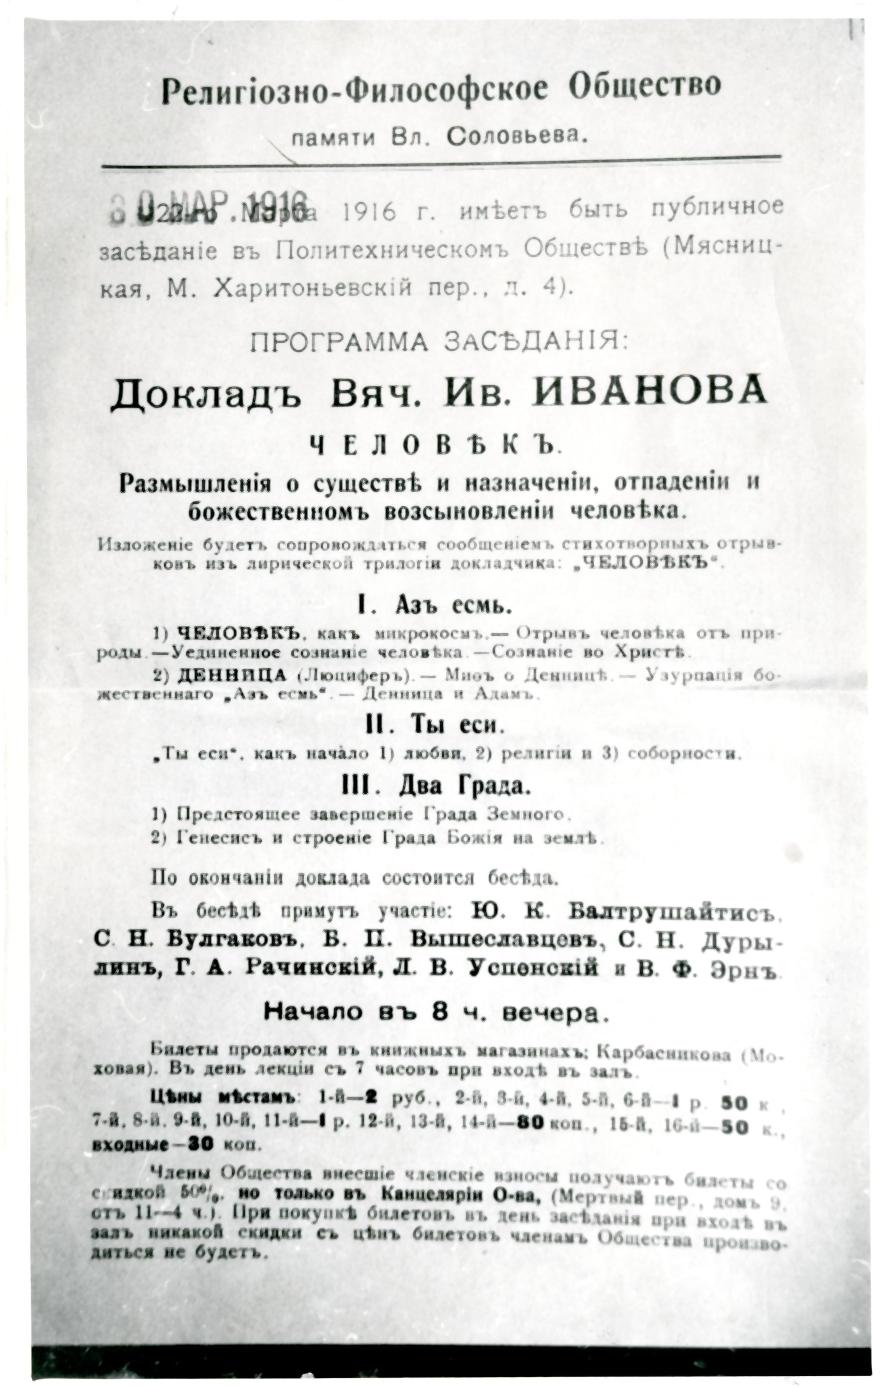 Религіозно-Философское Общество
памяти Вл. Соловьева.
30 МАР. 1916
22-го Марта 1916 г. имѣетъ быть публичное
засѣданіе въ Политехническомъ Обществѣ (Мясниц-
кая, М. Харитоньевскій пер., д. 4).
ПРОГРАММА ЗАСѢДАНІЯ:
Докладъ Вяч. Ив. ИВАНОВА
ЧЕЛОВѢКЪ.
Размышленія о существѣ и назначеніи, отпаденіи и
божественномъ возсыновленіи человѣка.
Изложеніе будетъ сопровождаться сообщеніемъ стихотворныхъ отрыв-
ковъ изъ лирической трилогіи докладчика: „ЧЕЛОВѢКЪ“.
I. Азъ есмь.
1) ЧЕЛОВѢКЪ, какъ микрокосмъ.— Отрывъ человѣка отъ при-
роды.—Уединенное сознаніе человѣка.—Сознаніе во Христѣ.
2) ДЕННИЦА (Люциферъ).— Миѳъ о Денницѣ.— Узурпація бо-
жественнаго „Азъ есмь“.— Денница и Адамъ.
II. Ты еси.
„Ты еси“, какъ начало 1) любви, 2) религіи и 3) соборности.
III. Два Града.
1) Предстоящее завершеніе Града Земного.
2) Генесисъ и строеніе Града Божія на землѣ.
По окончаніи доклада состоится бесѣда.
Въ бесѣдѣ примутъ участіе: Ю. К. Балтрушайтисъ,
С. Н. Булгаковъ, Б. П. Вышеславцевъ, С. Н. Дуры-
линъ, Г. А. Рачинскій, Л. В. Успенскій и В. Ф. Эрнъ.
Начало въ 8 ч. вечера.
Билеты продаются въ книжныхъ магазинахъ: Карбасникова (Мо-
ховая). Въ день лекціи съ 7 часовъ при входѣ въ залъ.
Цѣны мѣстамъ: 1-й—2 руб., 2-й, 3-й, 4-й, 5-й, 6-й—1 р. 50 к.,
7-й, 8-й, 9-й, 10-й, 11-й—1 р. 12-й, 13-й, 14-й—80 коп., 15-й, 16-й—50 к.,
входные—30 коп.
Члены Общества внесшіе членскіе взносы получаютъ билеты со
скидкой 50%, но только въ Канцеляріи О-ва, (Мертвый пер., домъ 9,
отъ 11—4 ч.). При покупкѣ билетовъ въ день засѣданія при входѣ въ
залъ никакой скидки съ цѣнъ билетовъ членамъ Общества произво-
диться не будетъ.